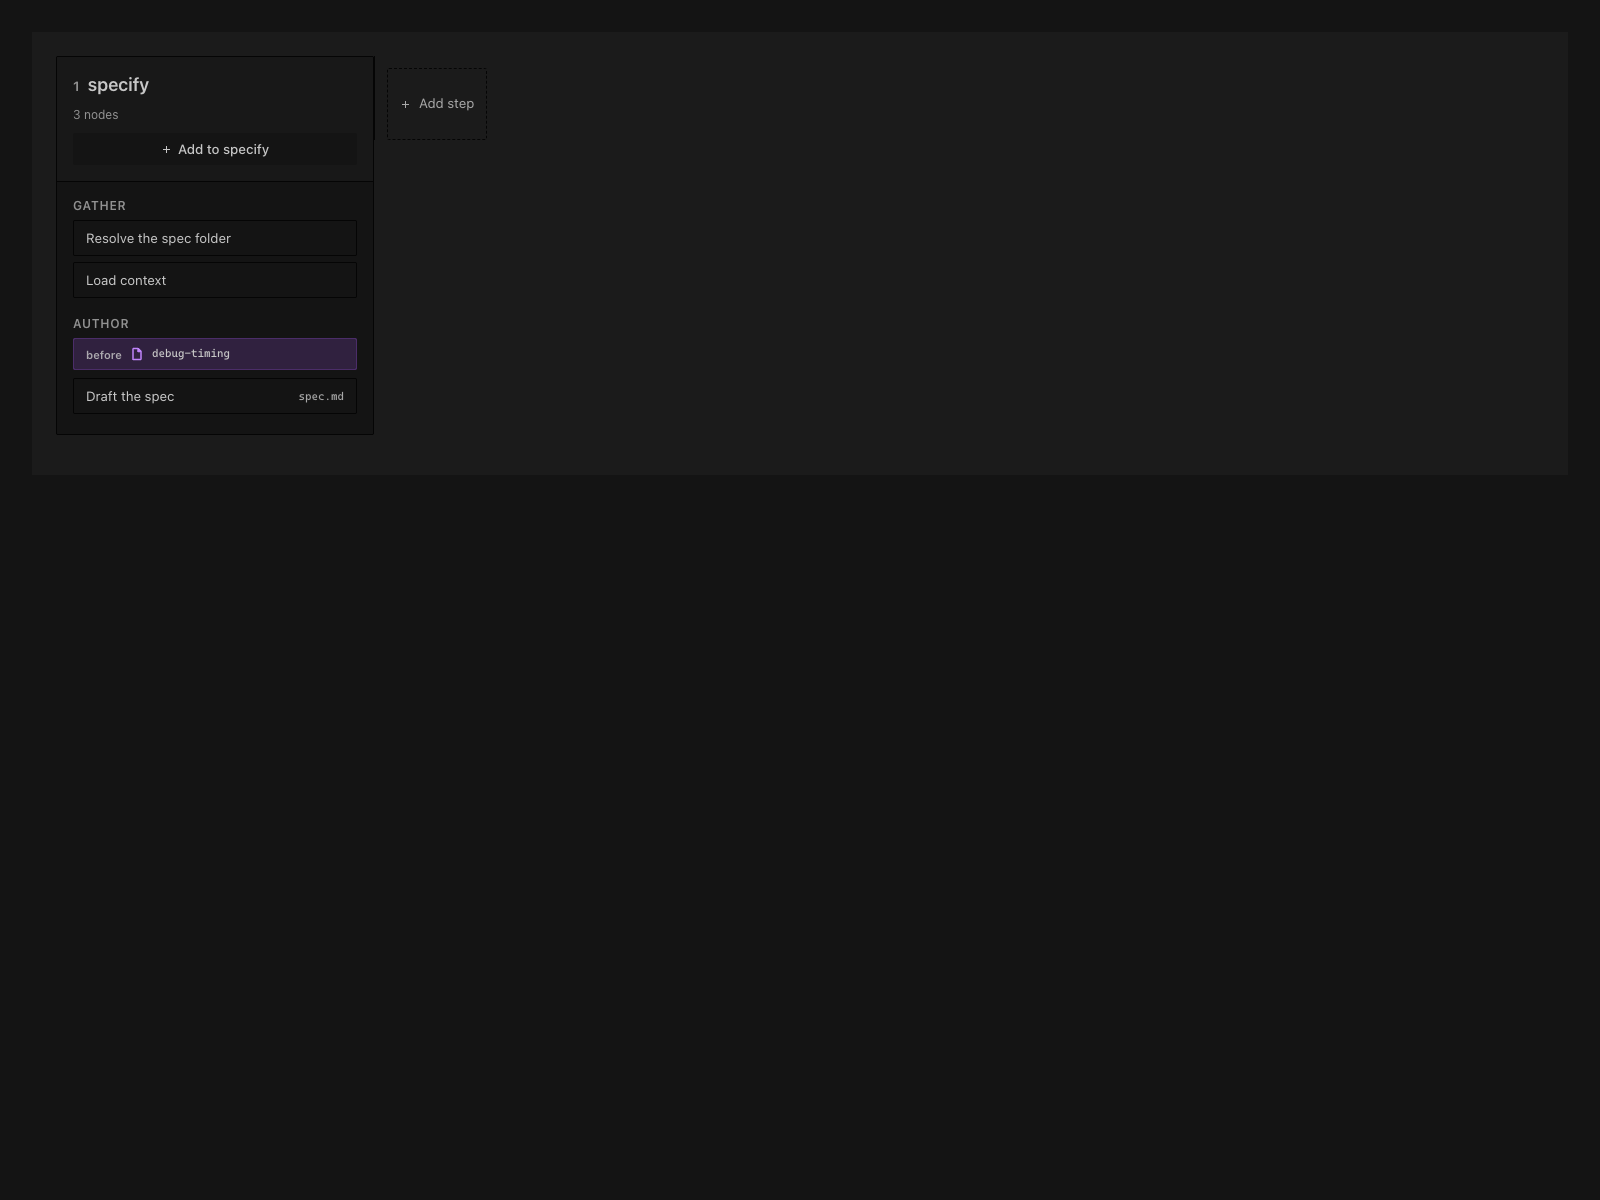 1 specify
3 nodes
+ Add to specify
+ Add step
GATHER
Resolve the spec folder
Load context
AUTHOR
before debug-timing
Draft the spec spec.md